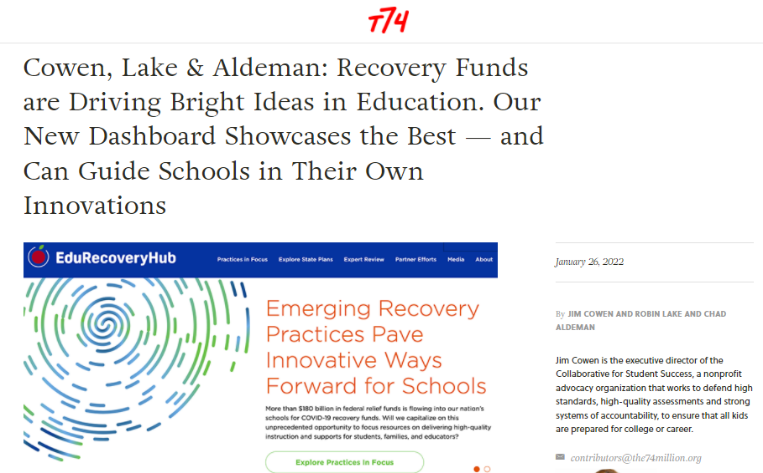 T74
Cowen, Lake & Aldeman: Recovery Funds
are Driving Bright Ideas in Education. Our
New Dashboard Showcases the Best — and
Can Guide Schools in Their Own
Innovations
EduRecoveryHub
Practices in Focus Explore State Plans Expert Review Partner Efforts Media About
Emerging Recovery
Practices Pave
Innovative Ways
Forward for Schools
More than $180 billion in federal relief funds is flowing into our nation's
schools for COVID-19 recovery funds. Will we capitalize on this
unprecedented opportunity to focus resources on delivering high-quality
instruction and supports for students, families, and educators?
Explore Practices In Focus
January 26, 2022
By JIM COWEN AND ROBIN LAKE AND CHAD
ALDEMAN
Jim Cowen is the executive director of the
Collaborative for Student Success, a nonprofit
advocacy organization that works to defend high
standards, high-quality assessments and strong
systems of accountability, to ensure that all kids
are prepared for college or career.
contributors@the74million.org